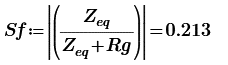 Sf := |(Z_eq / (Z_eq + Rg))| = 0.213